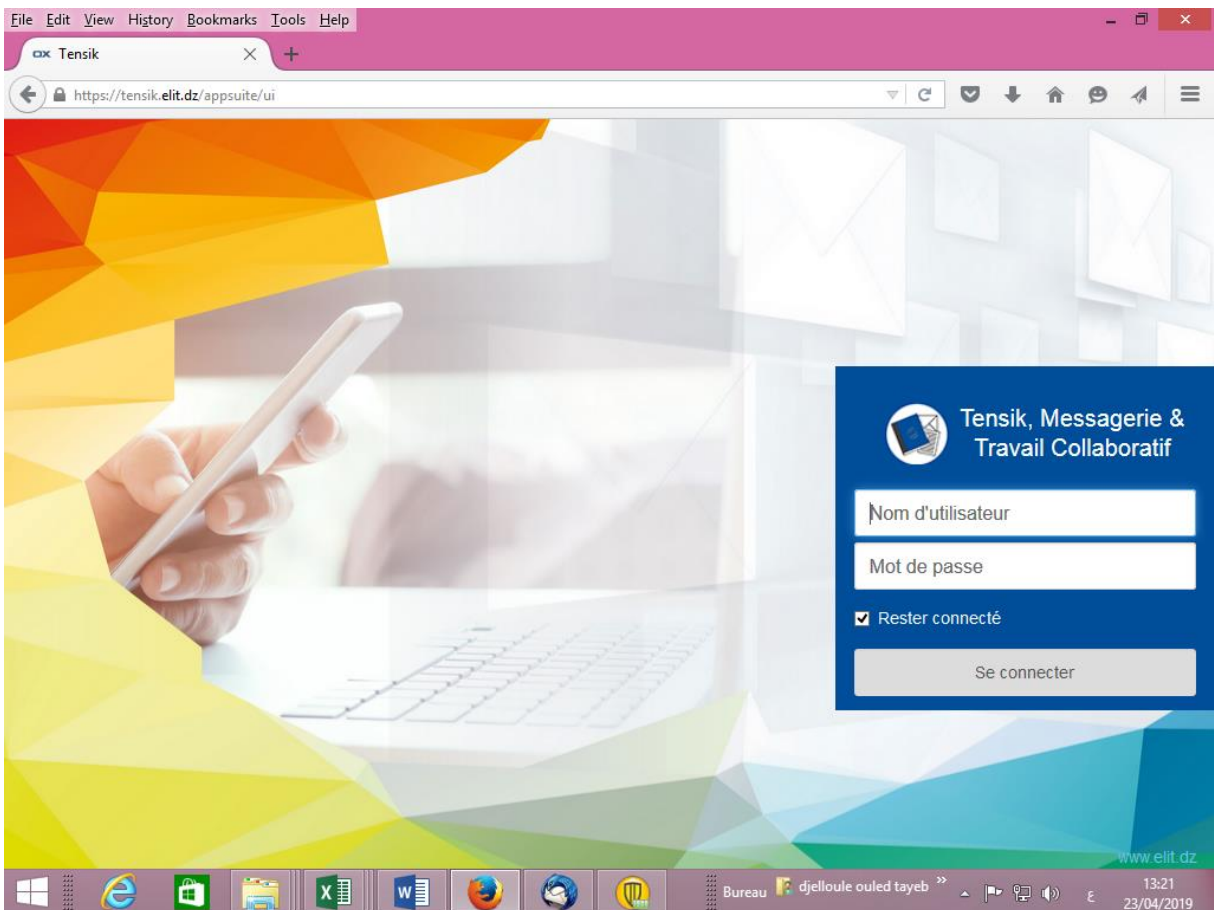 File Edit View History Bookmarks Tools Help
OX Tensik
https://tensik.elit.dz/appsuite/ui
Tensik, Messagerie &
Travail Collaboratif
Nom d'utilisateur
Mot de passe
Rester connecté
Se connecter
www.elit.dz
Bureau djelloule ouled tayeb
ع
13:21
23/04/2019